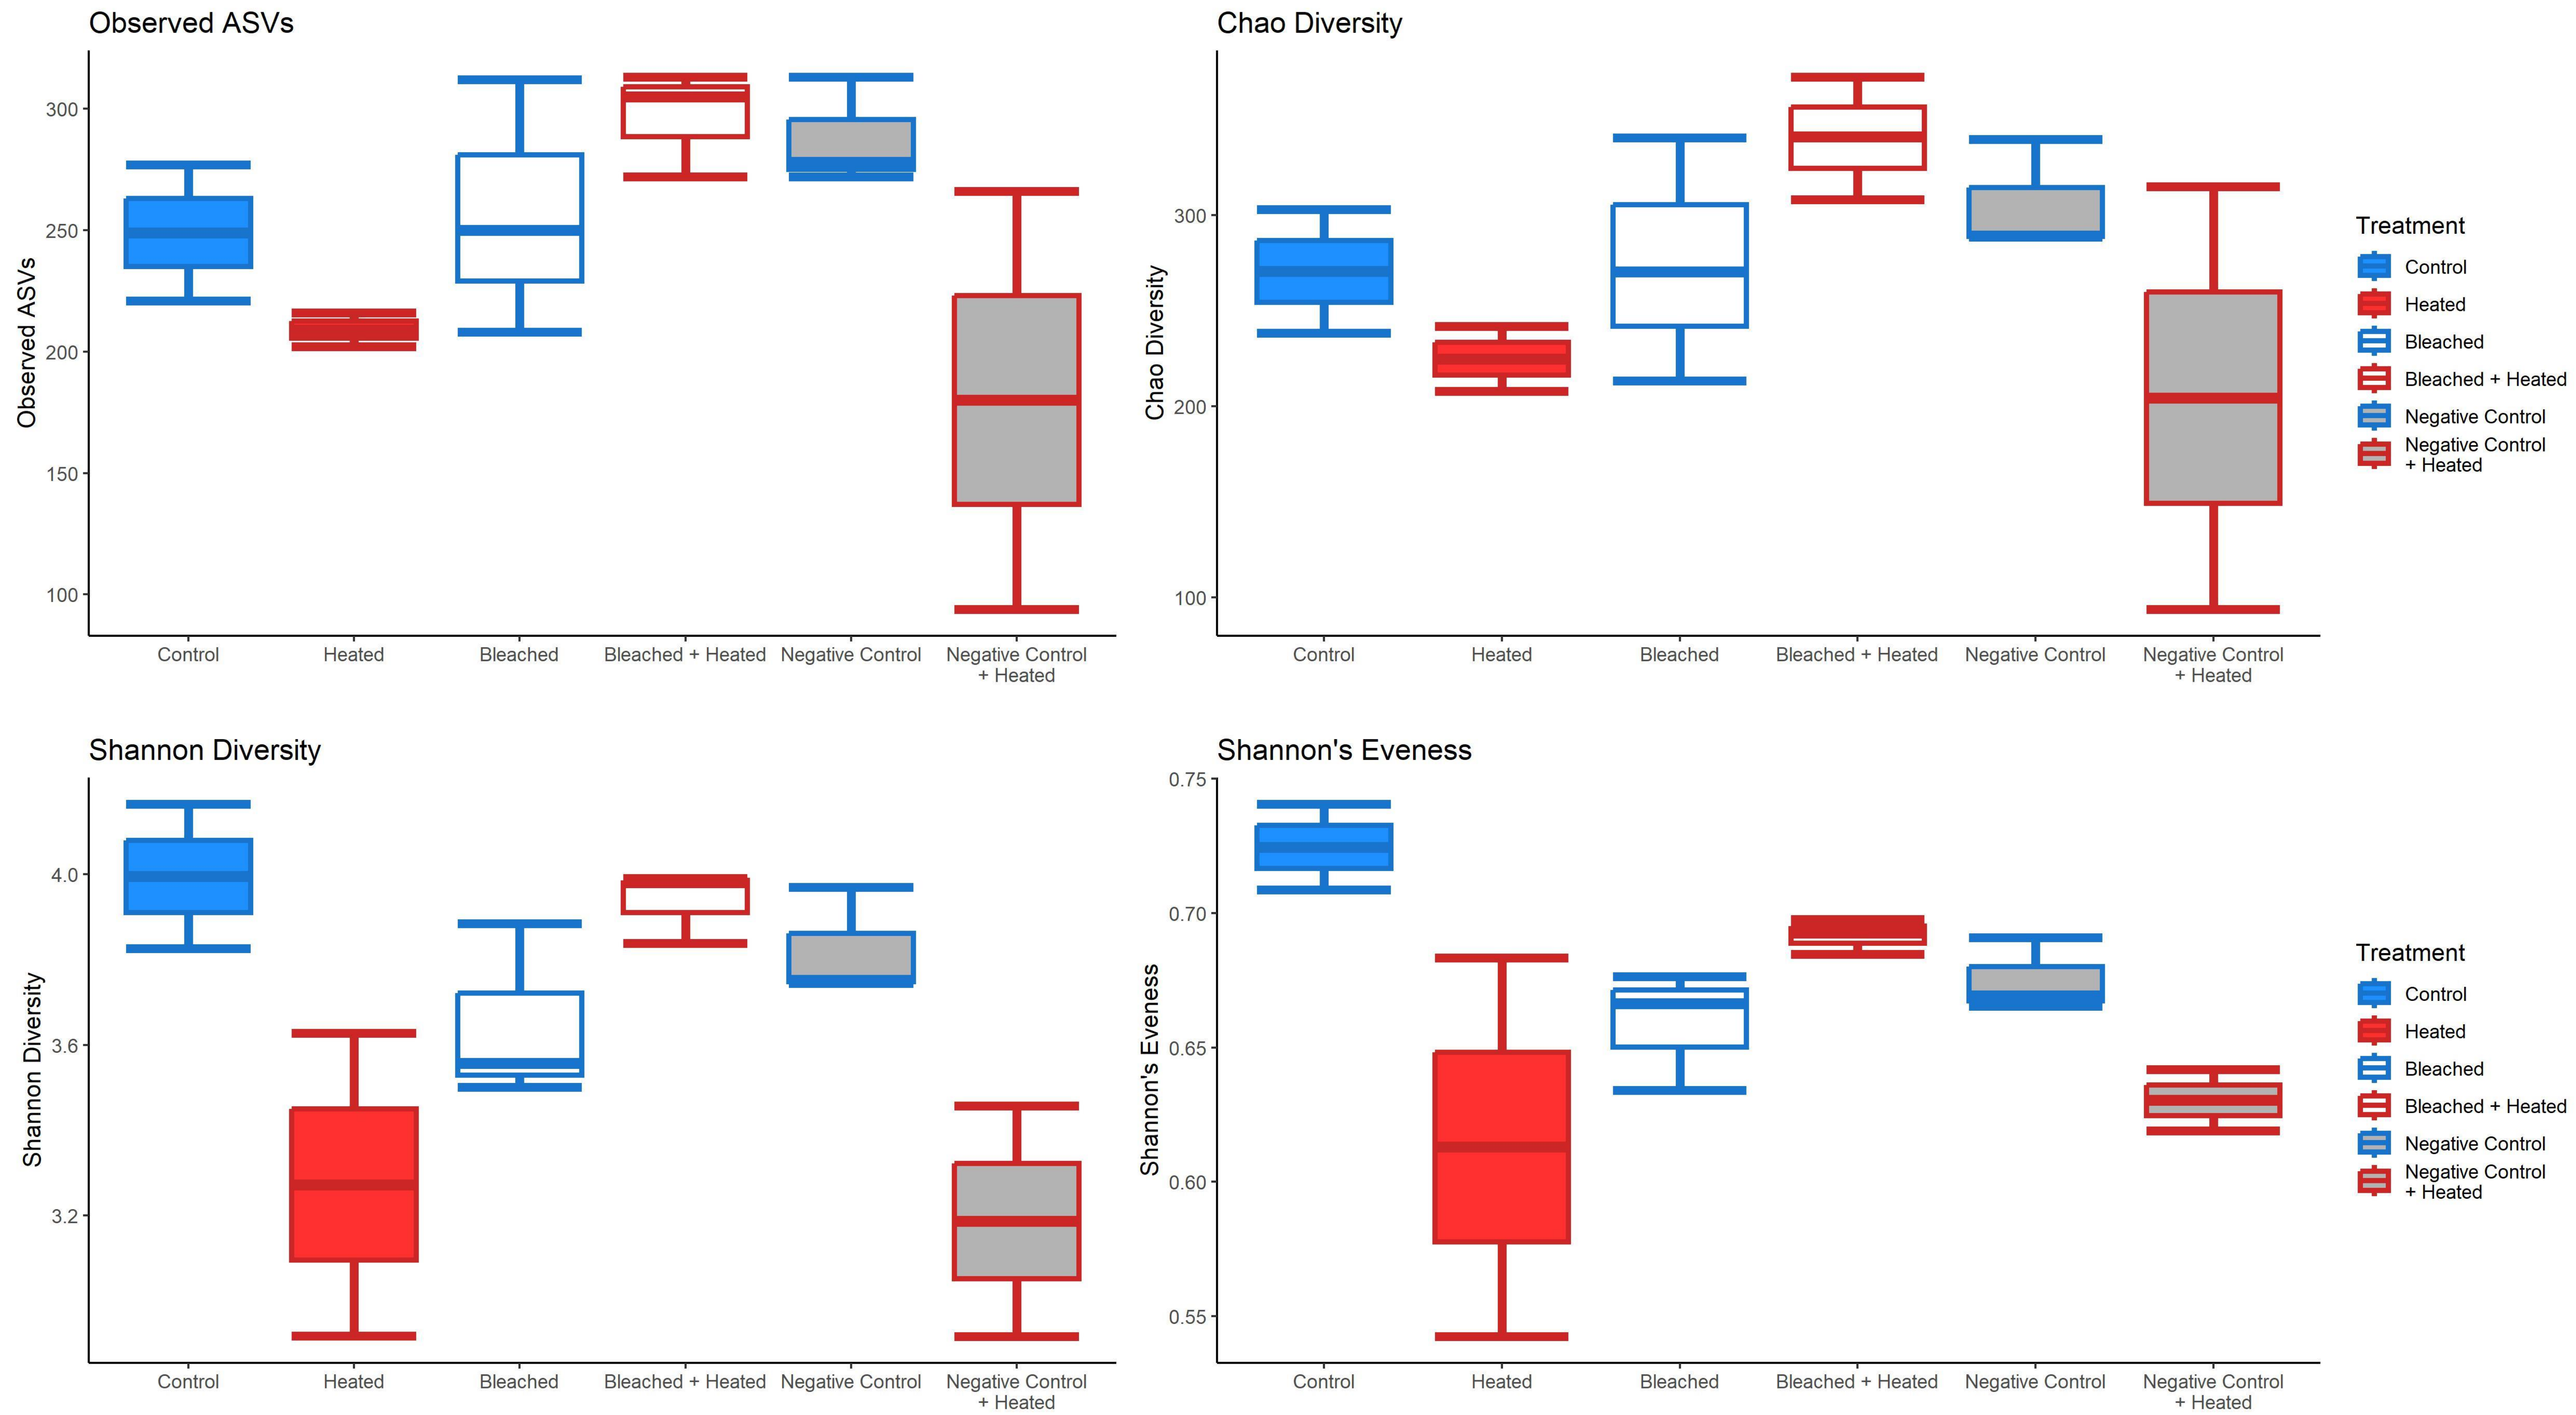 Observed ASVs
Observed ASVs
300
250
200
150
100
Control
Heated
Bleached
Bleached + Heated
Negative Control
Negative Control
+ Heated
Chao Diversity
Chao Diversity
300
200
100
Control
Heated
Bleached
Bleached + Heated
Negative Control
Negative Control
+ Heated
Treatment
Control
Heated
Bleached
Bleached + Heated
Negative Control
Negative Control
+ Heated
Shannon Diversity
Shannon Diversity
4.0
3.6
3.2
Control
Heated
Bleached
Bleached + Heated
Negative Control
Negative Control
+ Heated
Shannon's Eveness
Shannon's Eveness
0.75
0.70
0.65
0.60
0.55
Control
Heated
Bleached
Bleached + Heated
Negative Control
Negative Control
+ Heated
Treatment
Control
Heated
Bleached
Bleached + Heated
Negative Control
Negative Control
+ Heated